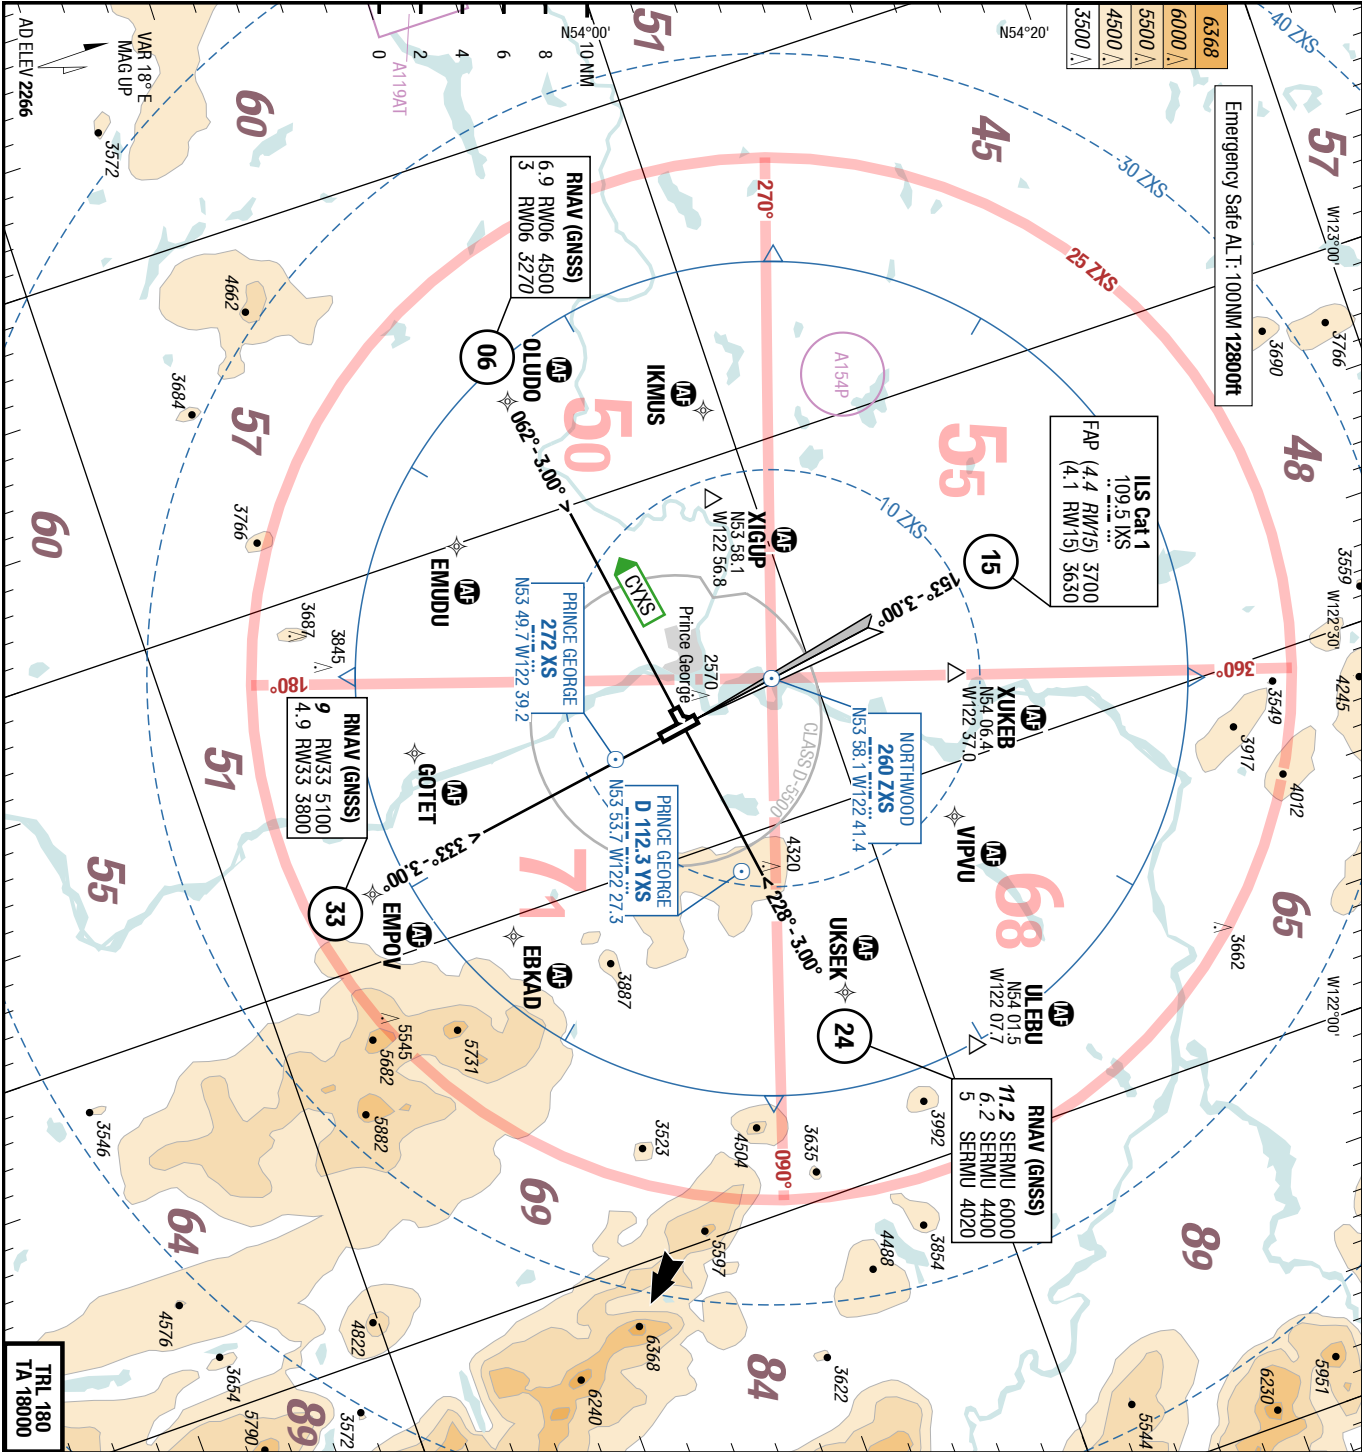 40 ZXS
6368
6000
5500
4500
3500
Emergency Safe ALT: 100NM 12800ft
57
W123°00'
3766
3690
48
3559
W122°30'
4245
3549
3917
4012
65
3662
W122°00'
89
5951
6230
5544
N54°20'
45
30 ZXS
25 ZXS
ILS Cat 1
109.5 IXS
FAP (4.4 RW15) 3700
(4.1 RW15) 3630
15
153°-3.00°
55
10 ZXS
360°
IAF
XUKEB
N54 06.4
W122 37.0
IAF
VIPVU
68
IAF
ULEBU
N54 01.5
W122 07.7
RNAV (GNSS)
11.2 SERMU 6000
6.2 SERMU 4400
5 SERMU 4020
24
3992
3854
4488
3622
84
A154P
270°
IAF
XIGUP
N53 58.1
W122 56.8
NORTHWOOD
260 ZXS
N53 58.1 W122 41.4
CLASS D-5500
4320
228°-3.00°
IAF
UKSEK
090°
3635
4504
5597
6368
6240
51
N54°00'
10 NM
8
6
4
2
0
A119AT
RNAV (GNSS)
6.9 RW06 4500
3 RW06 3270
06
IAF
OLUDO
062°-3.00°
IAF
IKMUS
50
CYXS
Prince George
2570
PRINCE GEORGE
272 XS
N53 49.7 W122 39.2
PRINCE GEORGE
D 112.3 YXS
N53 53.7 W122 27.3
3887
3523
69
71
IAF
EBKAD
IAF
EMPOV
IAF
GOTET
IAF
EMUDU
333°-3.00°
33
RNAV (GNSS)
9 RW33 5100
4.9 RW33 3800
180°
3845
3687
3766
57
3684
4662
60
3572
VAR 18° E
MAG UP
AD ELEV 2266
60
51
55
5731
5545
5682
5882
3546
64
4822
4576
3654
3572
5790
89
TRL 180
TA 18000